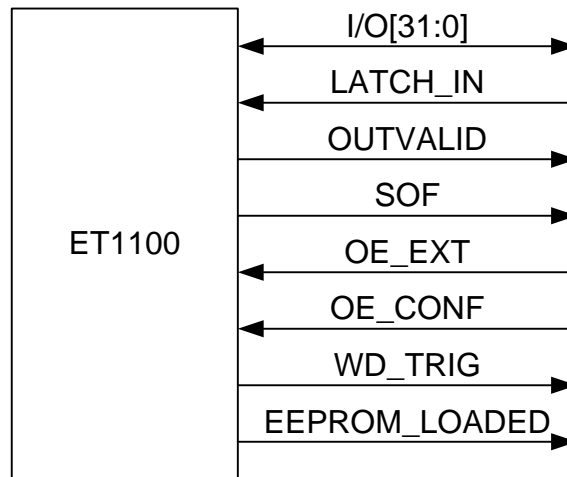 I/O[31:0]
LATCH_IN
OUTVALID
SOF
ET1100
OE_EXT
OE_CONF
WD_TRIG
EEPROM_LOADED